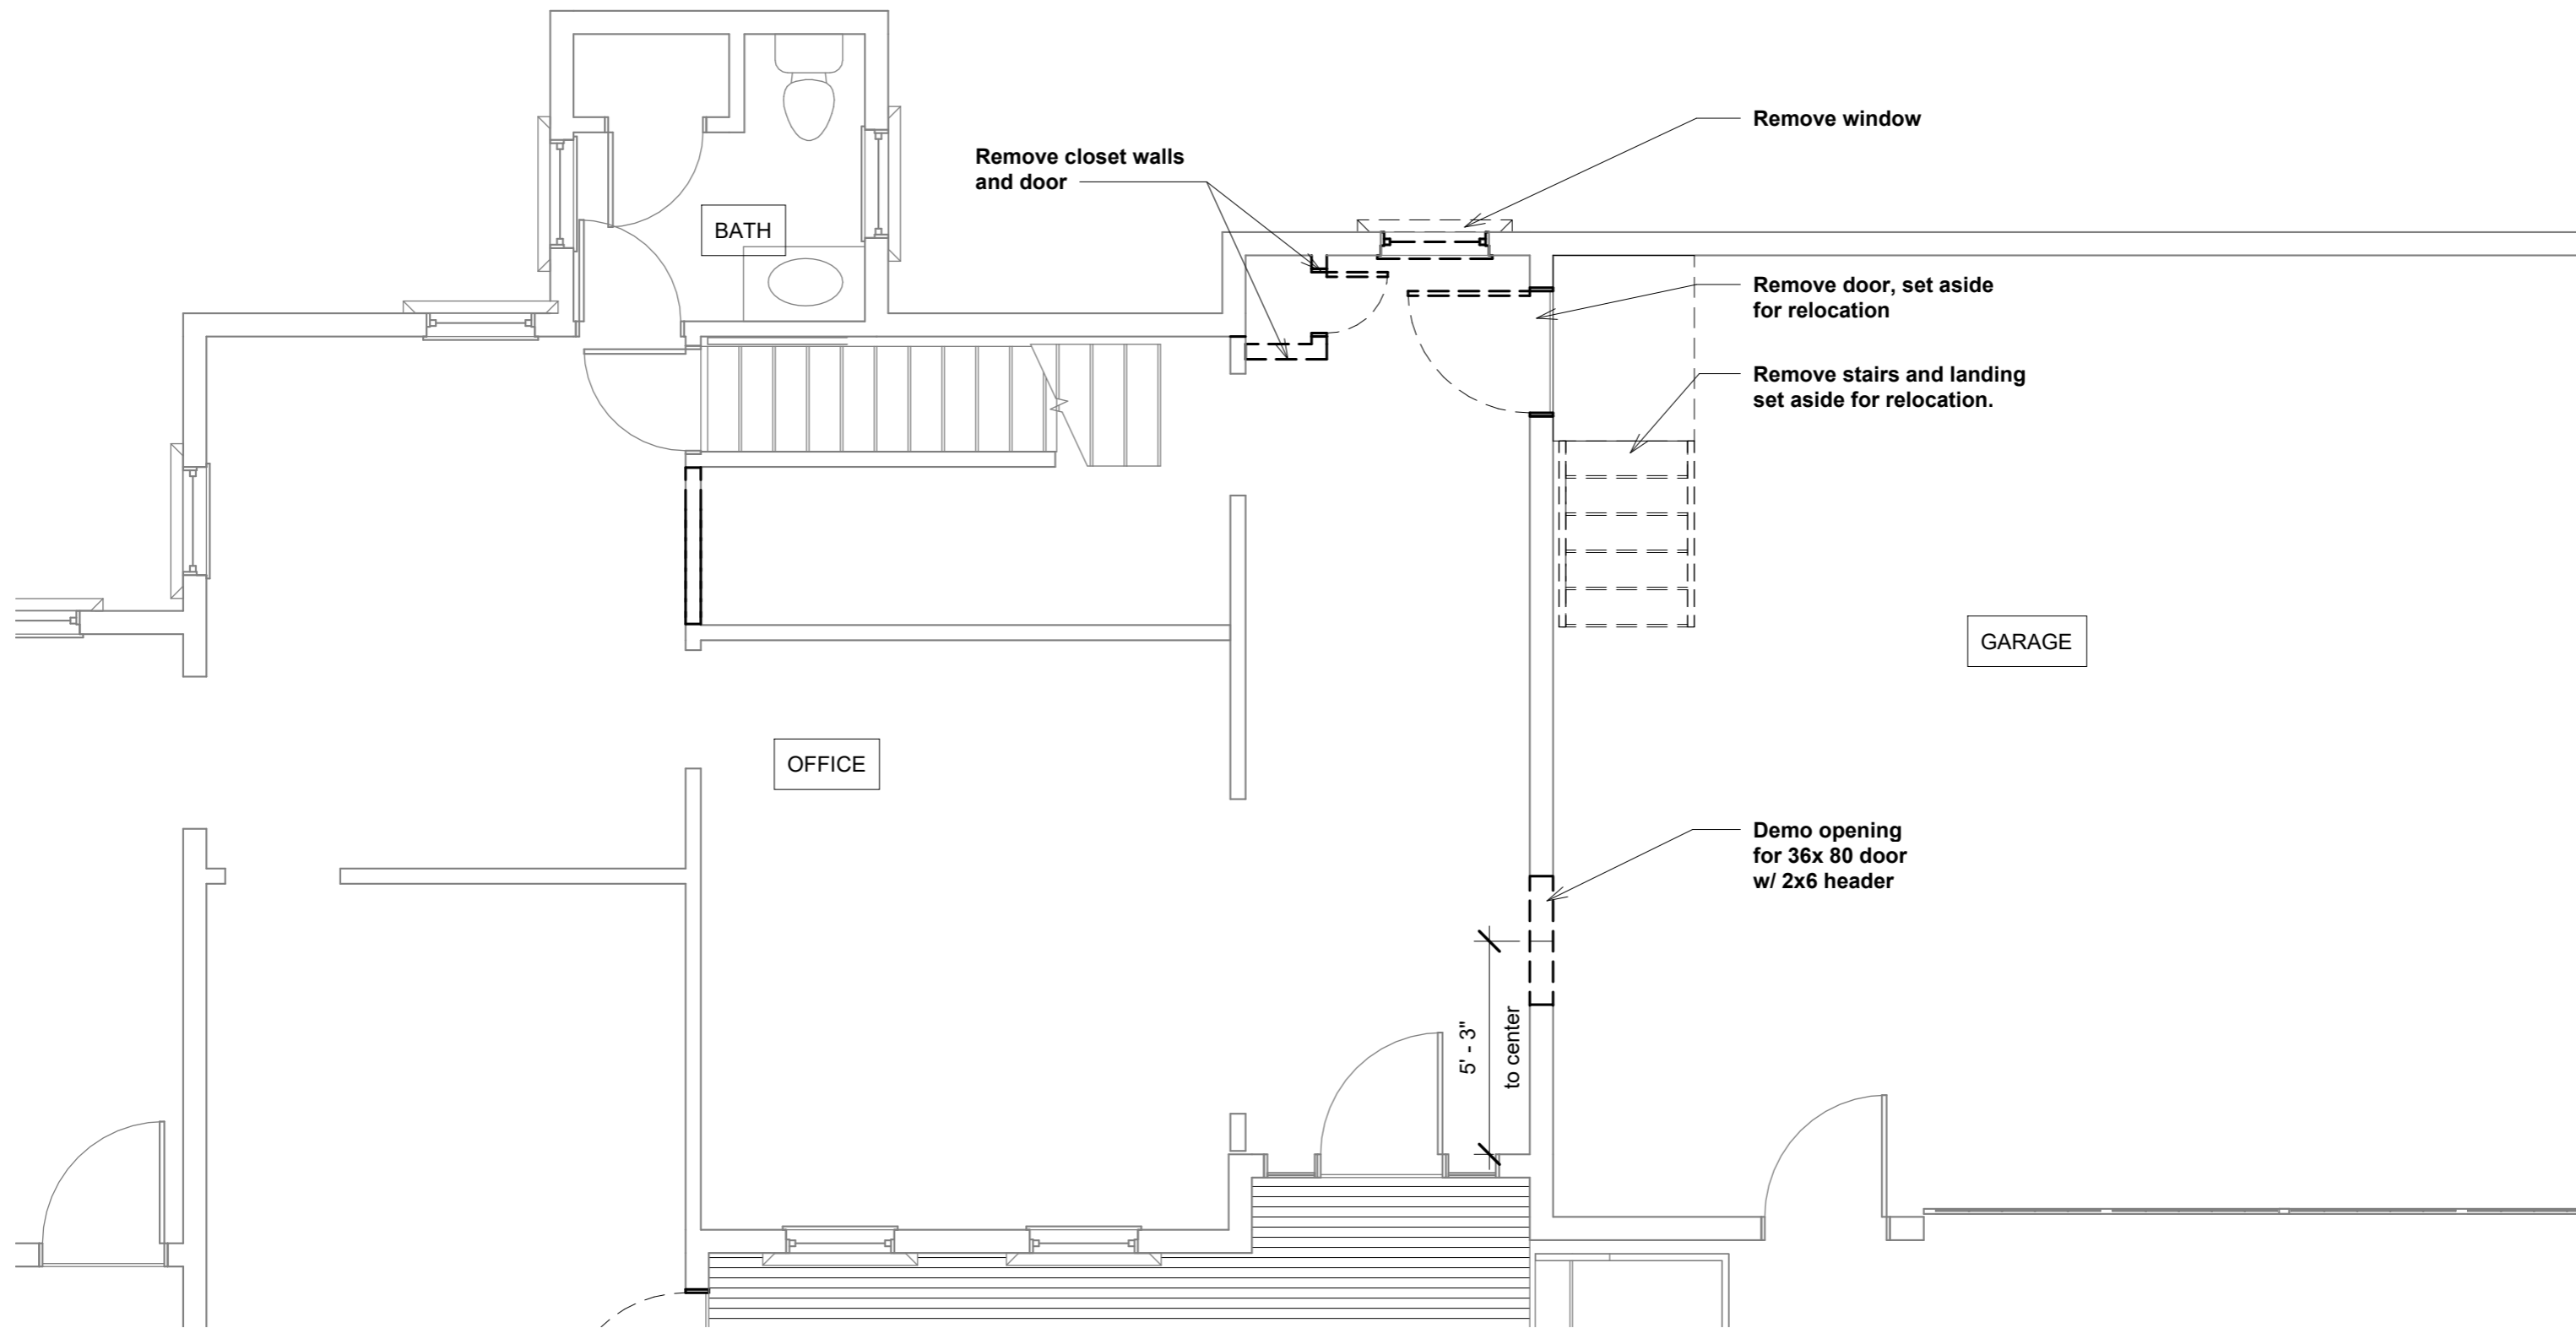 Remove window
Remove closet walls
and door
BATH
Remove door, set aside
for relocation
Remove stairs and landing
set aside for relocation.
GARAGE
OFFICE
Demo opening
for 36x 80 door
w/ 2x6 header
5' - 3"
to center